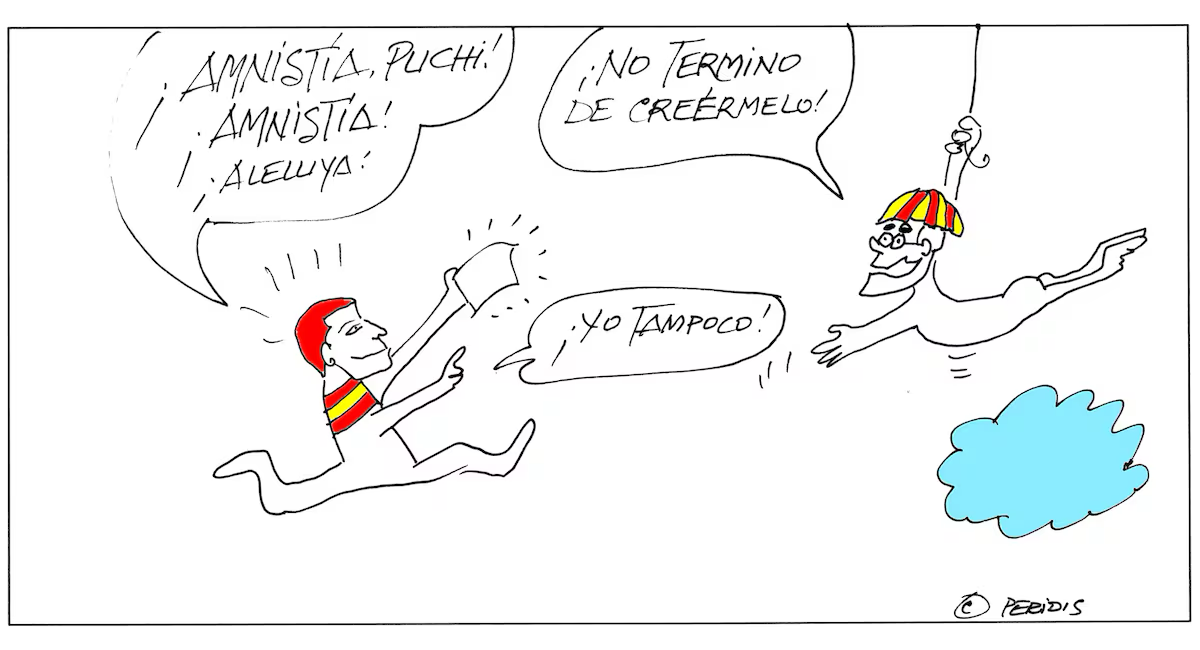 ¡AMNISTÍA, PUCHI!
¡AMNISTÍA!
¡ALELUYA!
¡NO TERMINO
DE CREÉRMELO!
¡YO TAMPOCO!
© PERIDIS